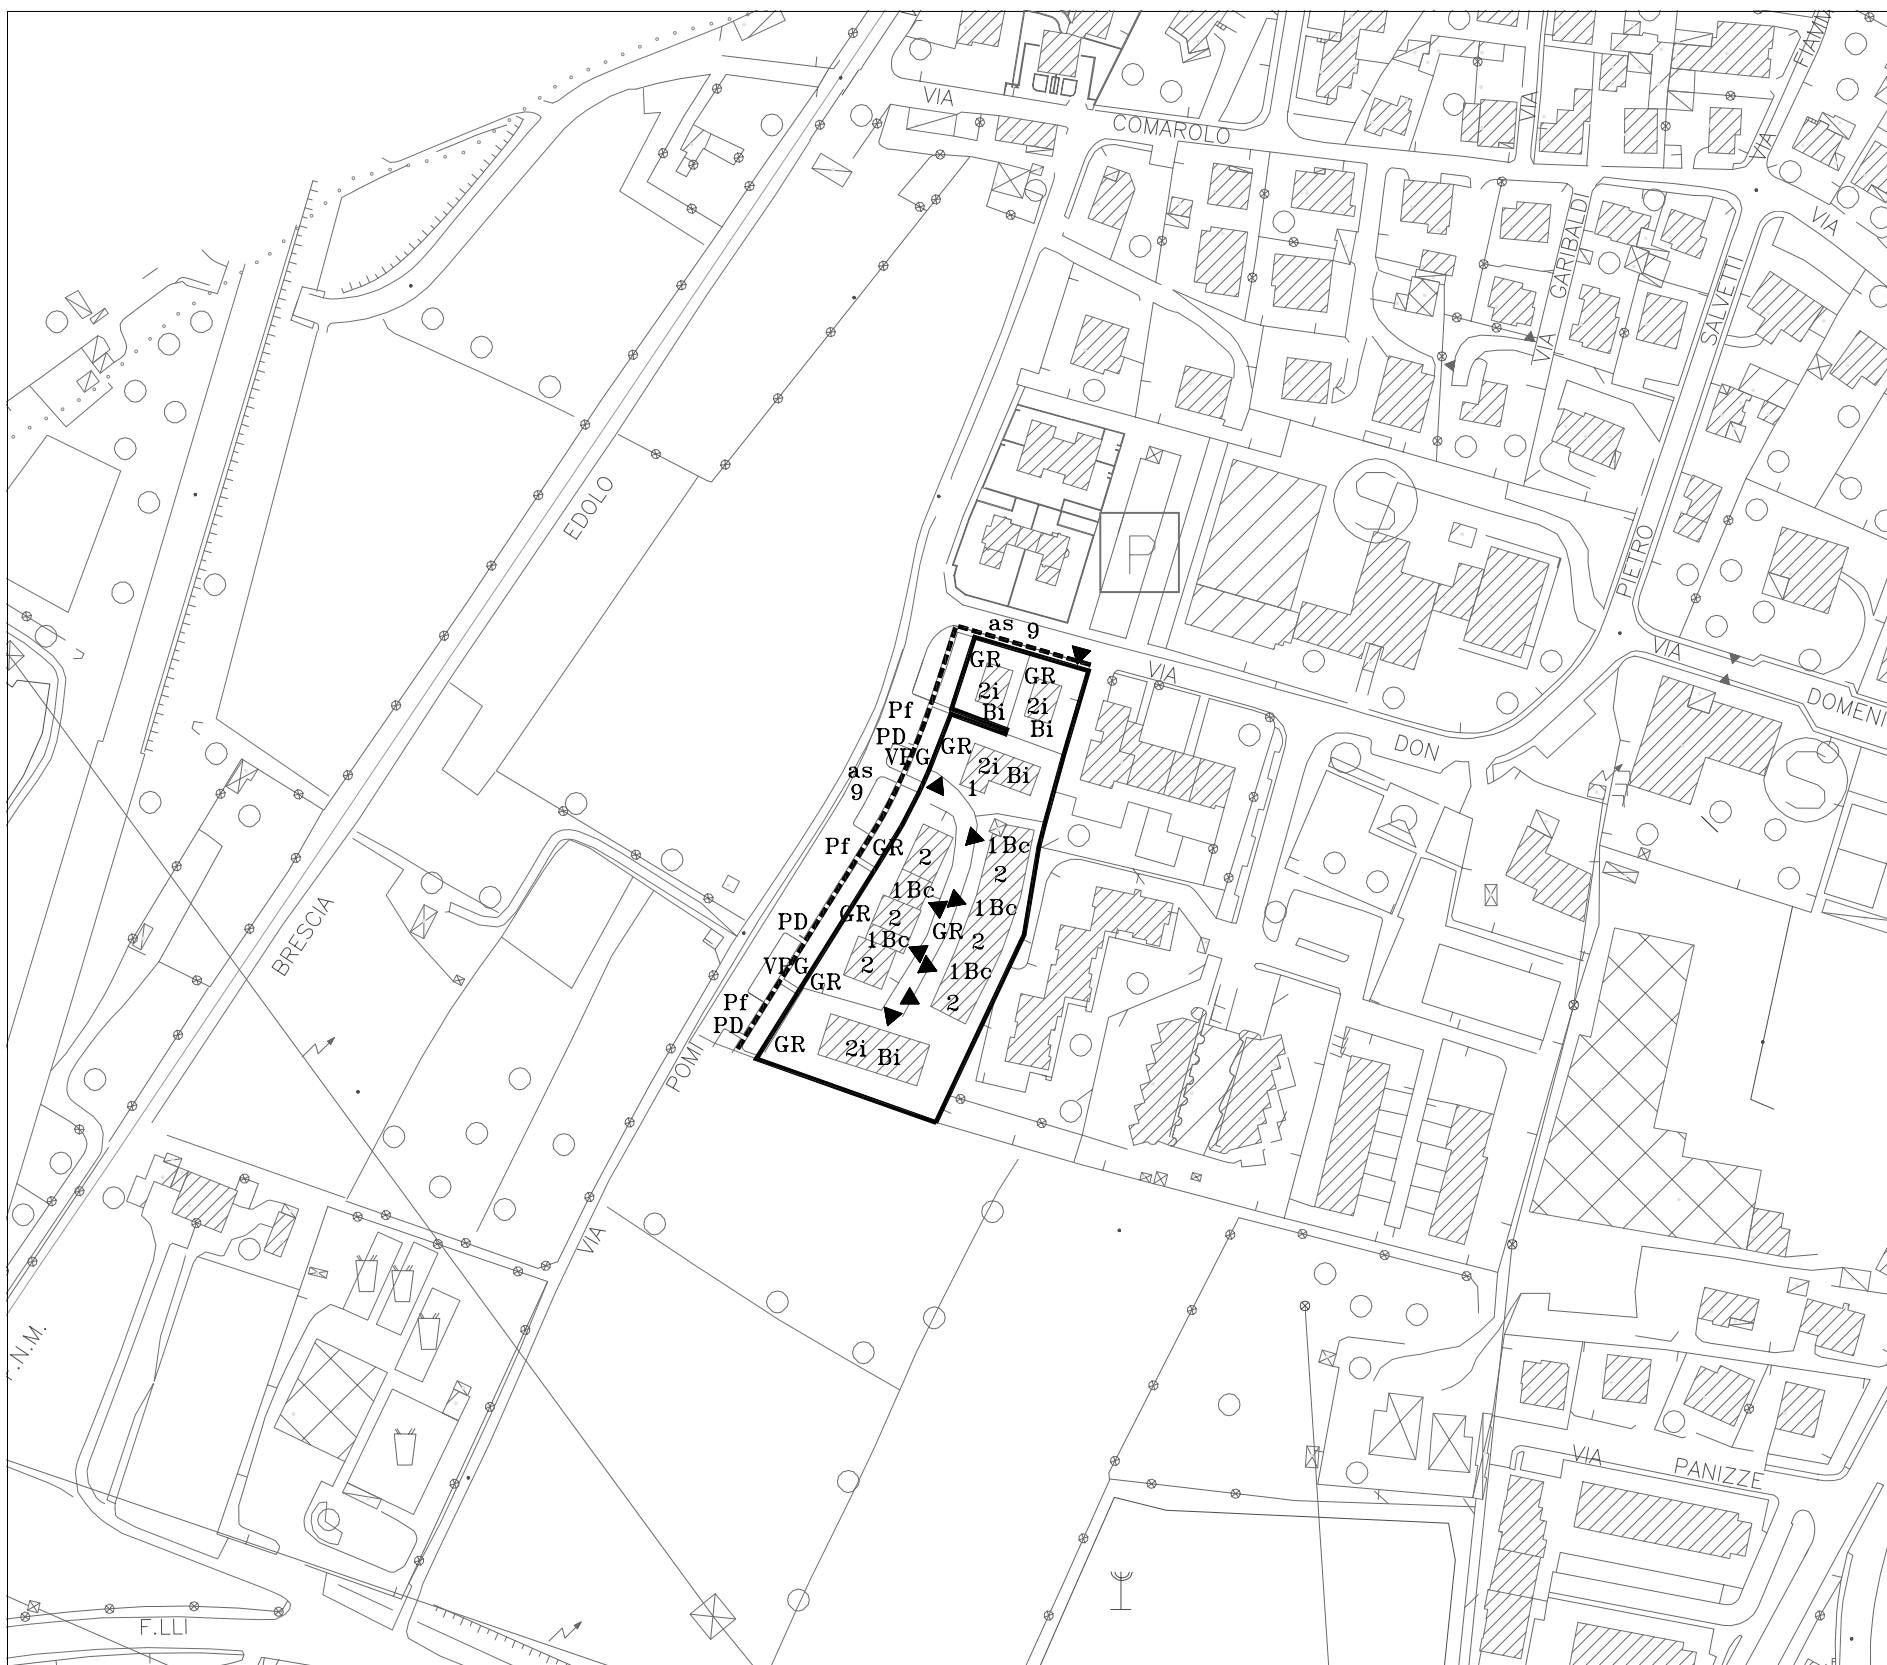 FIAMM
VIA
COMAROLO
VIA
VIA
VIA
GARIBALD
VIA
SALVETTI
PIETRO
EDOLO
BRESCIA
S
P
as 9
GR
GR
2i
Bi
2i
Bi
VIA
VIA
DOMENI
DON
S
Pf
PD
VPG
GR
2i
Bi
1
as
9
Pf
GR
2
1Bc
2
1Bc
GR
2
1Bc
2
1Bc
2
GR
2
1Bc
2
PD
VPG
GR
Pf
PD
GR
2i
Bi
POMI
VIA
.N.M.
VIA
PANIZZE
F.LLI